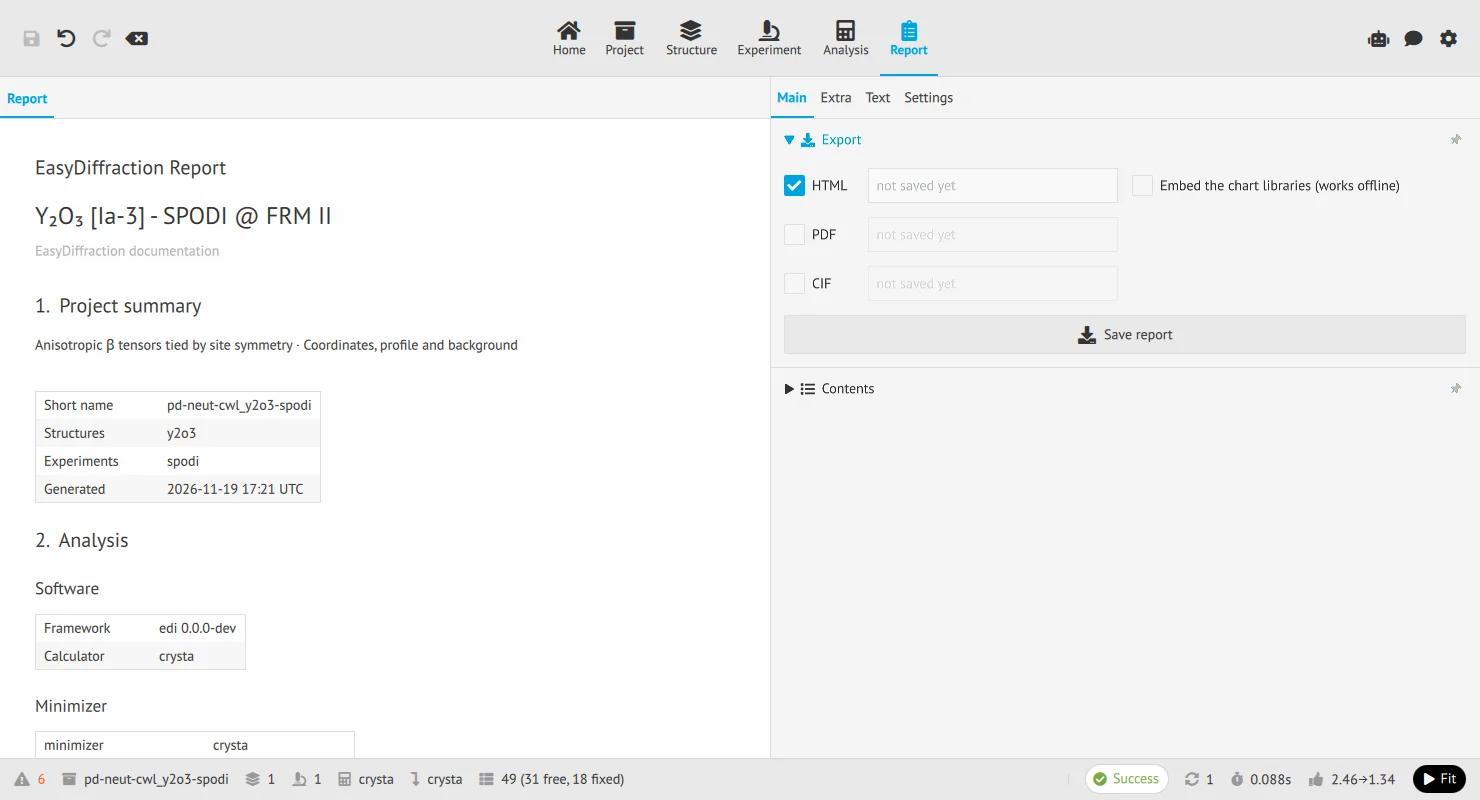 Home
Project
Structure
Experiment
Analysis
Report
Report
Main
Extra
Text
Settings
EasyDiffraction Report
Y₂O₃ [Ia-3] - SPODI @ FRM II
EasyDiffraction documentation
1. Project summary
Anisotropic β tensors tied by site symmetry · Coordinates, profile and background
Short name pd-neut-cwl_y2o3-spodi
Structures y2o3
Experiments spodi
Generated 2026-11-19 17:21 UTC
2. Analysis
Software
Framework edi 0.0.0-dev
Calculator crysta
Minimizer
minimizer crysta
Export
HTML not saved yet Embed the chart libraries (works offline)
PDF not saved yet
CIF not saved yet
Save report
Contents
6 pd-neut-cwl_y2o3-spodi 1 1 crysta crysta 49 (31 free, 18 fixed) Success 1 0.088s 2.46→1.34 Fit